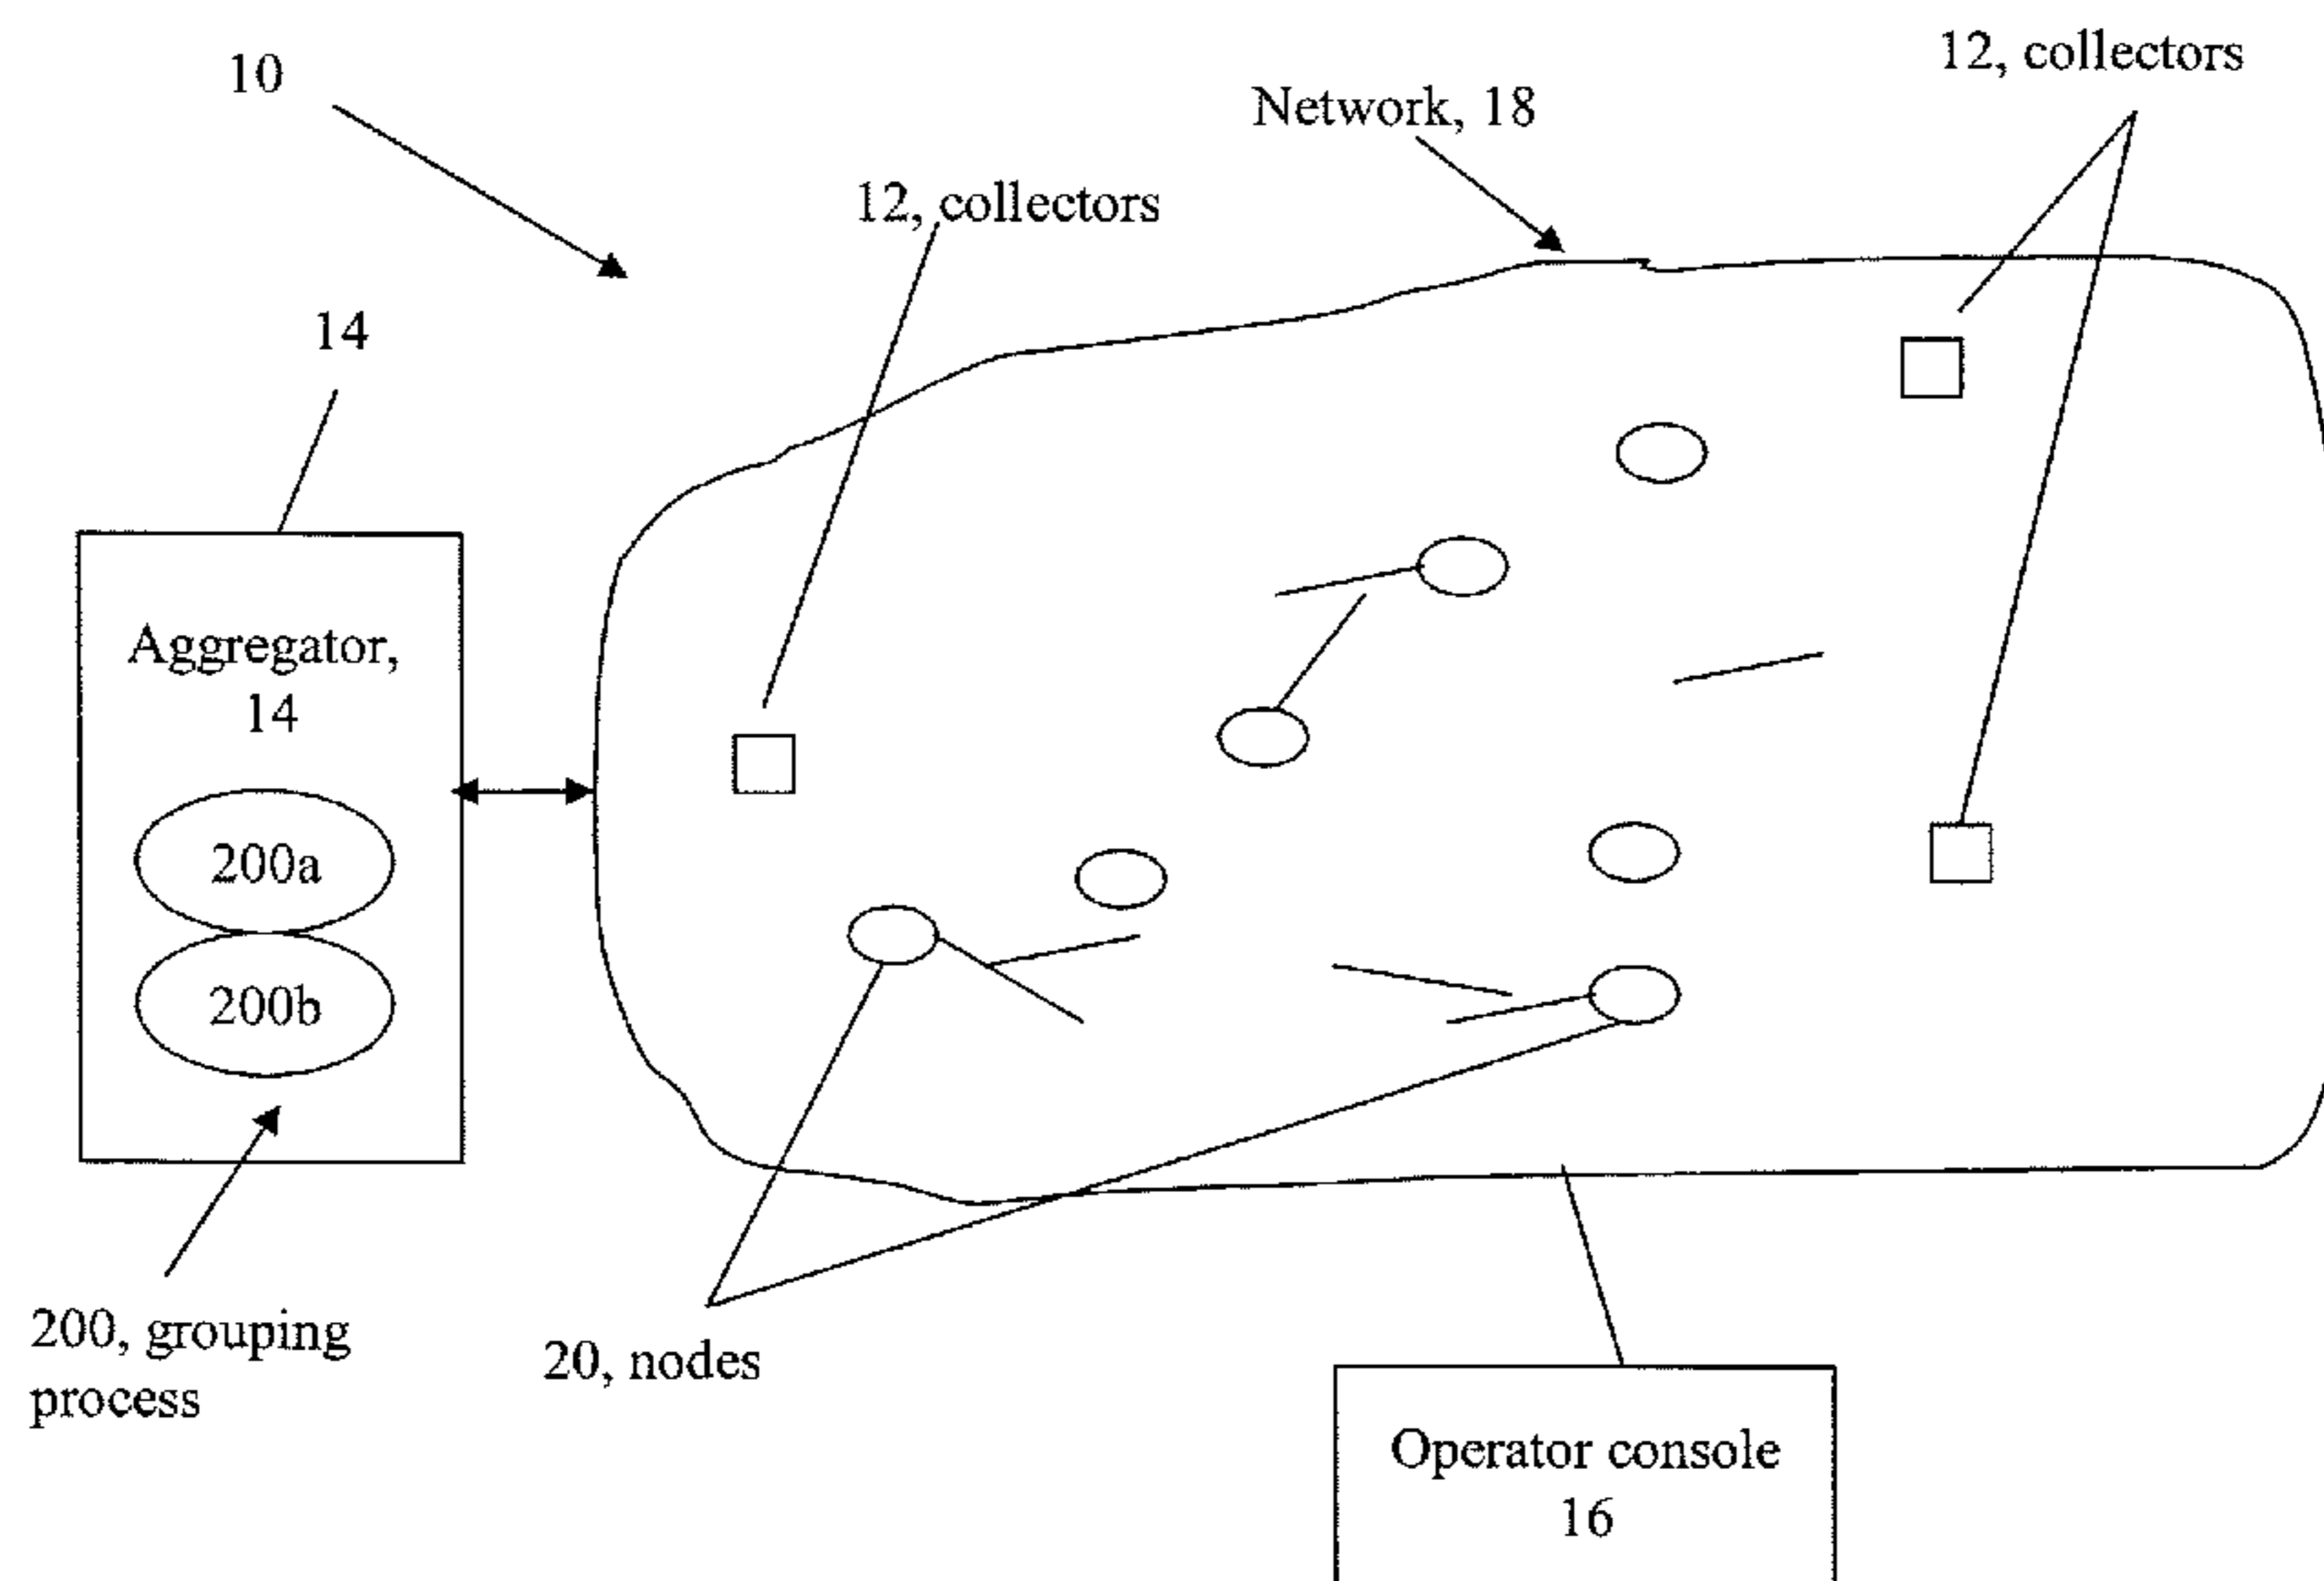 10
12, collectors
Network, 18
12, collectors
14
Aggregator,
14
200a
200b
200, grouping
process
20, nodes
Operator console
16